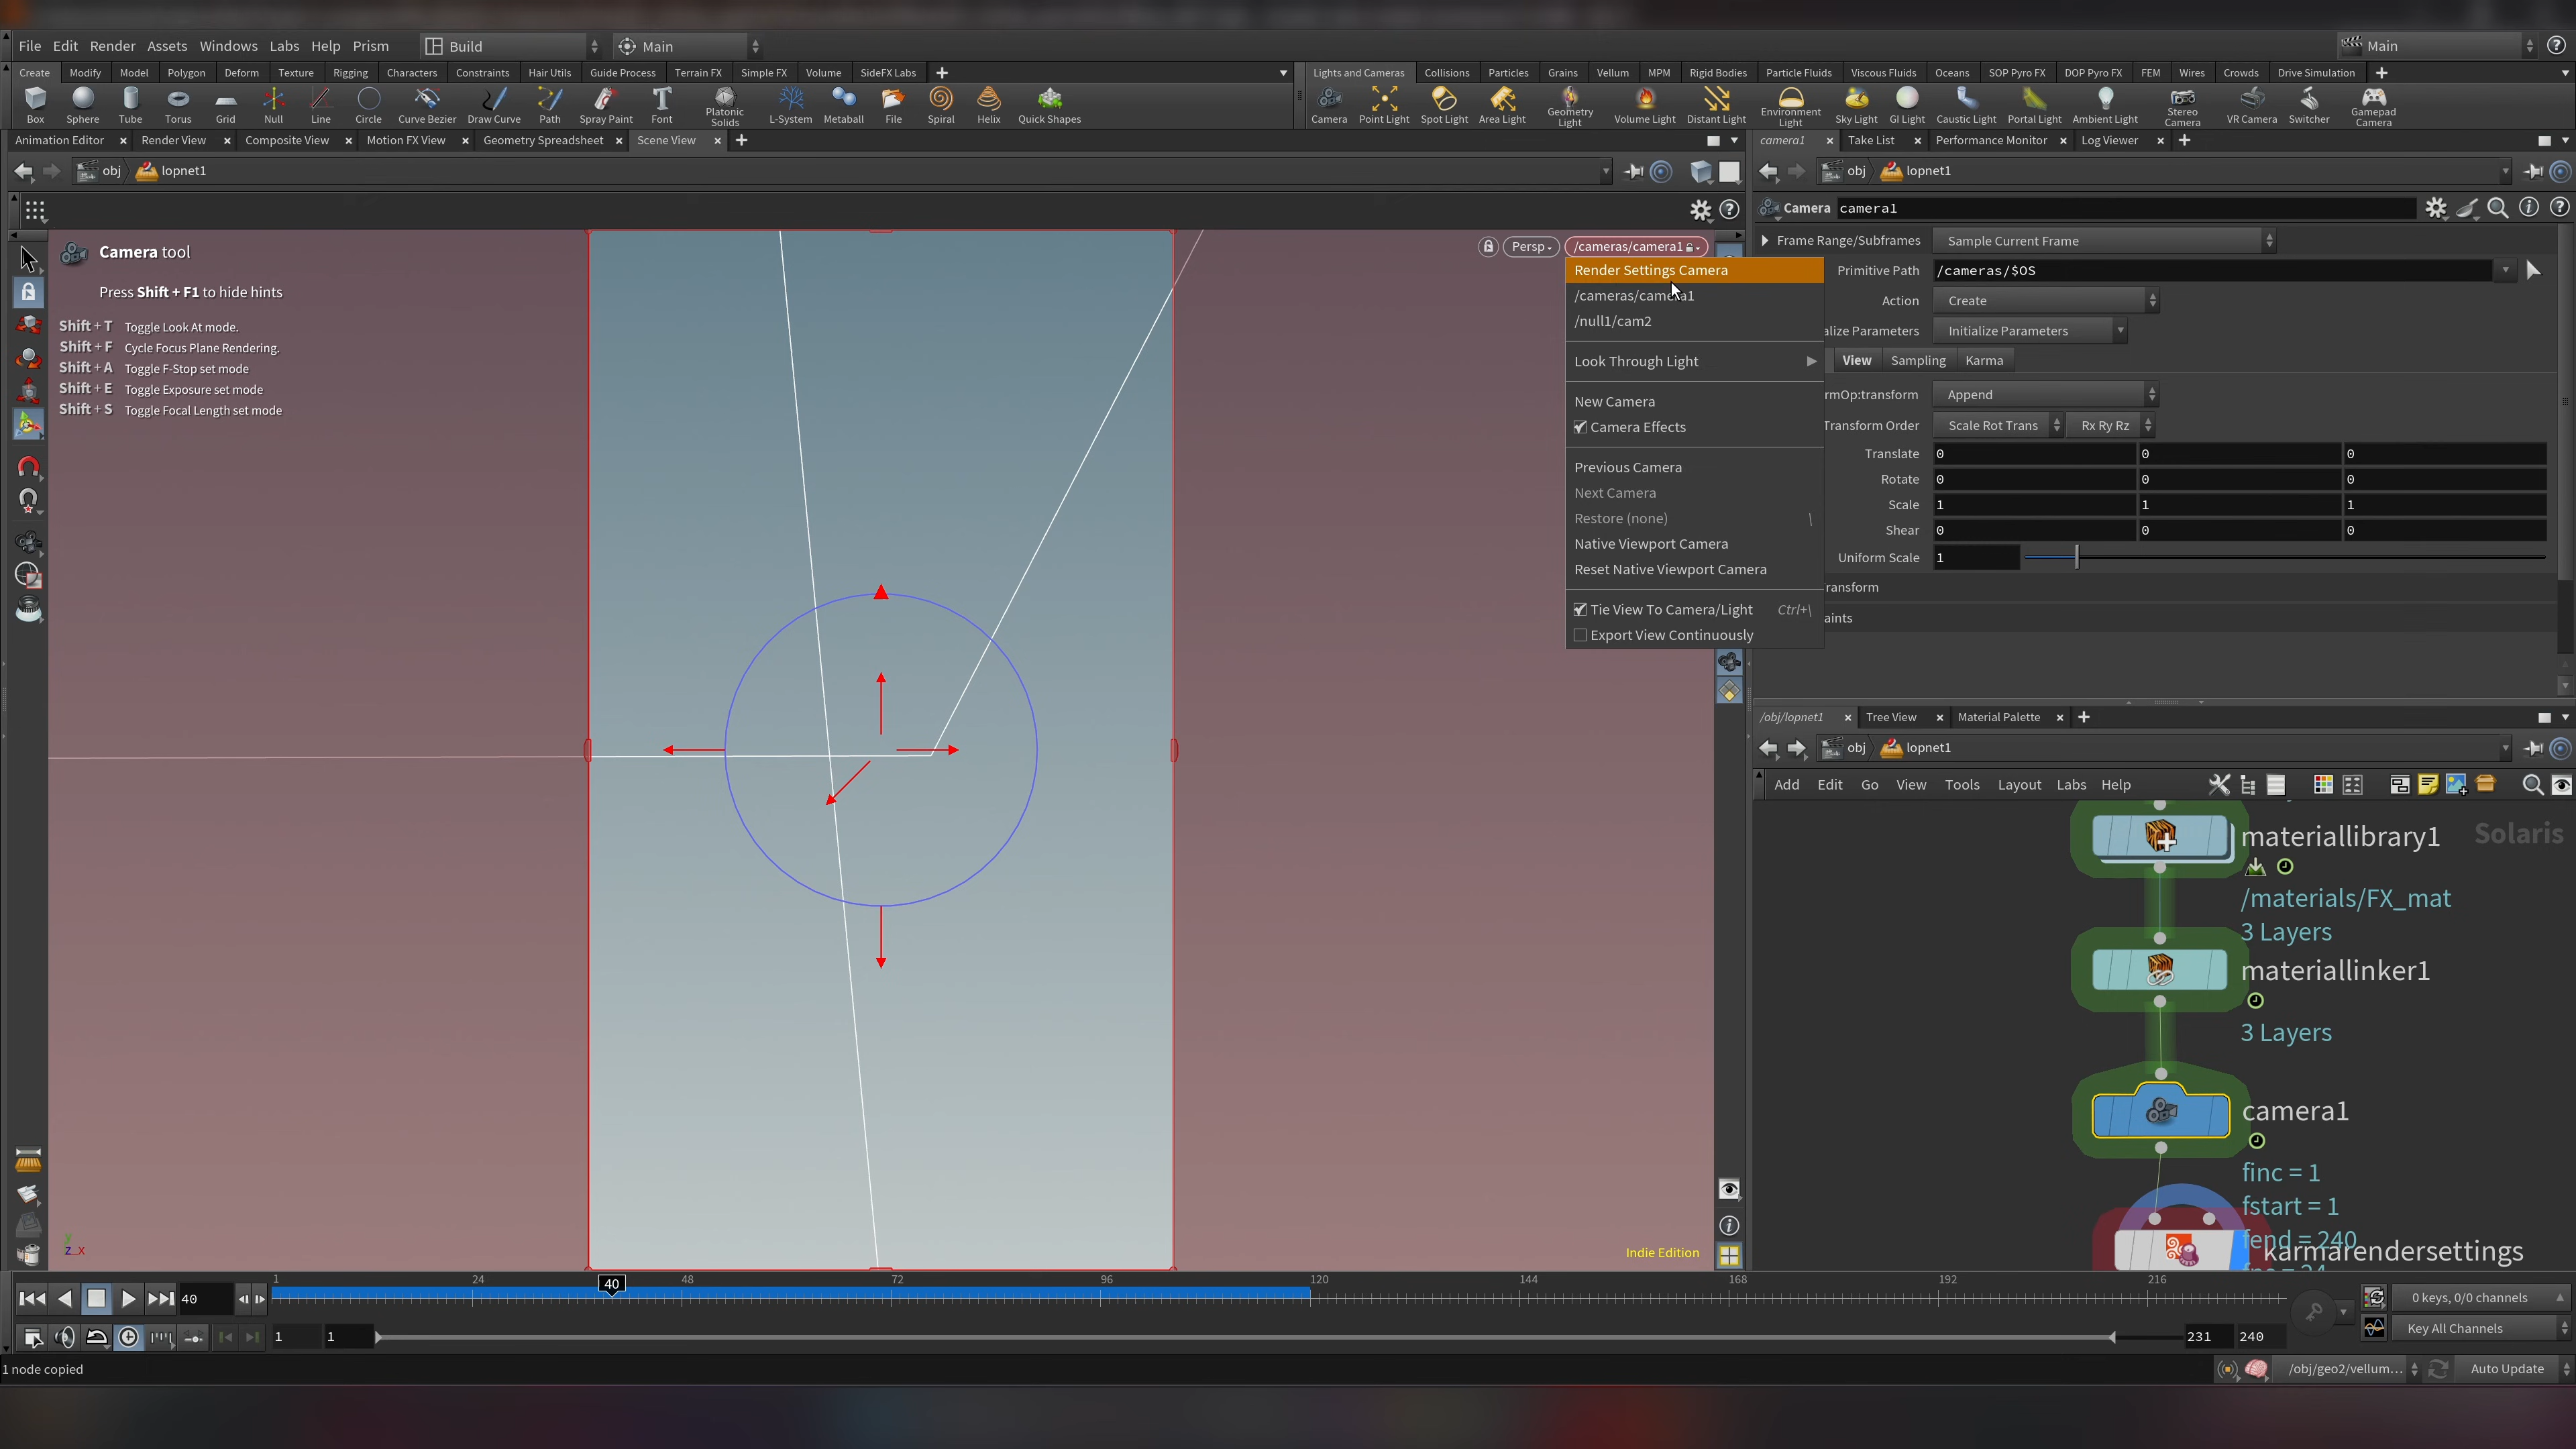 File Edit Render Assets Windows Labs Help Prism Build Main Main
Create Modify Model Polygon Deform Texture Rigging Characters Constraints Hair Utils Guide Process Terrain FX Simple FX Volume SideFX Labs
Lights and Cameras Collisions Particles Grains Vellum MPM Rigid Bodies Particle Fluids Viscous Fluids Oceans SOP Pyro FX DOP Pyro FX FEM Wires Crowds Drive Simulation
Box Sphere Tube Torus Grid Null Line Circle Curve Bezier Draw Curve Path Spray Paint Font Platonic Solids L-System Metaball File Spiral Helix Quick Shapes
Camera Point Light Spot Light Area Light Geometry Light Volume Light Distant Light Environment Light Sky Light GI Light Caustic Light Portal Light Ambient Light Stereo Camera VR Camera Switcher Gamepad Camera
Animation Editor Render View Composite View Motion FX View Geometry Spreadsheet Scene View
camera1 Take List Performance Monitor Log Viewer
obj lopnet1
obj lopnet1
Camera camera1
Camera tool
Press Shift + F1 to hide hints
Shift + T Toggle Look At mode.
Shift + F Cycle Focus Plane Rendering.
Shift + A Toggle F-Stop set mode
Shift + E Toggle Exposure set mode
Shift + S Toggle Focal Length set mode
Persp /cameras/camera1
Render Settings Camera
/cameras/camera1
/null1/cam2
Look Through Light
New Camera
Camera Effects
Previous Camera
Next Camera
Restore (none) \
Native Viewport Camera
Reset Native Viewport Camera
Tie View To Camera/Light Ctrl+\
Export View Continuously
Frame Range/Subframes Sample Current Frame
Primitive Path /cameras/$OS
Action Create
alize Parameters Initialize Parameters
View Sampling Karma
rmOp:transform Append
Transform Order Scale Rot Trans Rx Ry Rz
Translate 0 0 0
Rotate 0 0 0
Scale 1 1 1
Shear 0 0 0
Uniform Scale 1
ransform
aints
/obj/lopnet1 Tree View Material Palette
obj lopnet1
Add Edit Go View Tools Layout Labs Help
Solaris
materiallibrary1
/materials/FX_mat
3 Layers
materiallinker1
3 Layers
camera1
finc = 1
fstart = 1
fend = 240
karmarendersettings
y
z x
Indie Edition
1 24 40 48 72 96 120 144 168 192 216
40
0 keys, 0/0 channels
1 1 231 240
Key All Channels
1 node copied
/obj/geo2/vellum... Auto Update